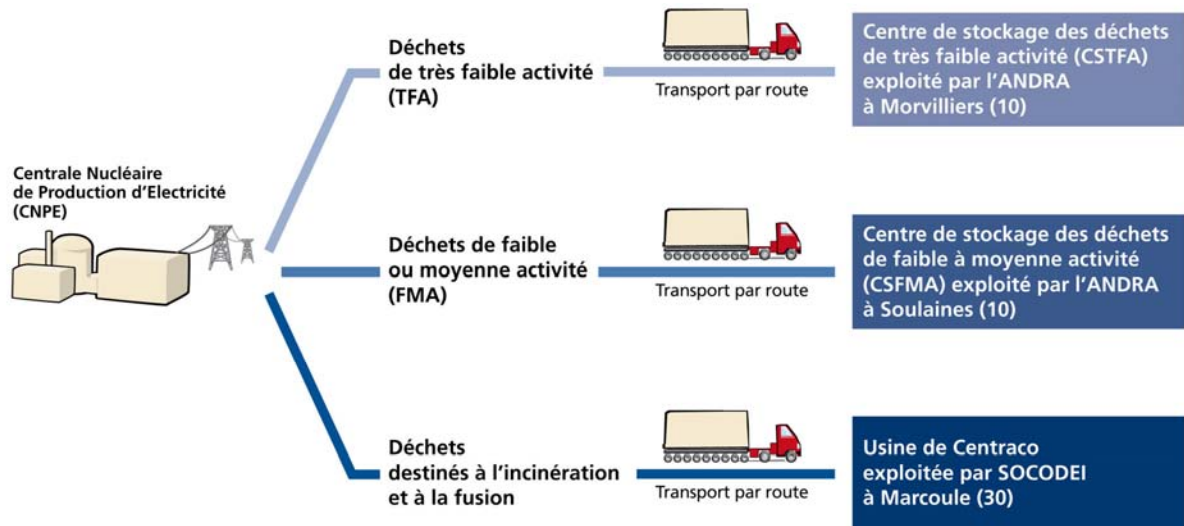 Centrale Nucléaire
de Production d'Electricité
(CNPE)
Déchets
de très faible activité
(TFA)
Transport par route
Centre de stockage des déchets
de très faible activité (CSTFA)
exploité par l'ANDRA
à Morvilliers (10)
Déchets de faible
ou moyenne activité
(FMA)
Transport par route
Centre de stockage des déchets
de faible à moyenne activité
(CSFMA) exploité par l'ANDRA
à Soulaines (10)
Déchets
destinés à l'incinération
et à la fusion
Transport par route
Usine de Centraco
exploitée par SOCODEI
à Marcoule (30)